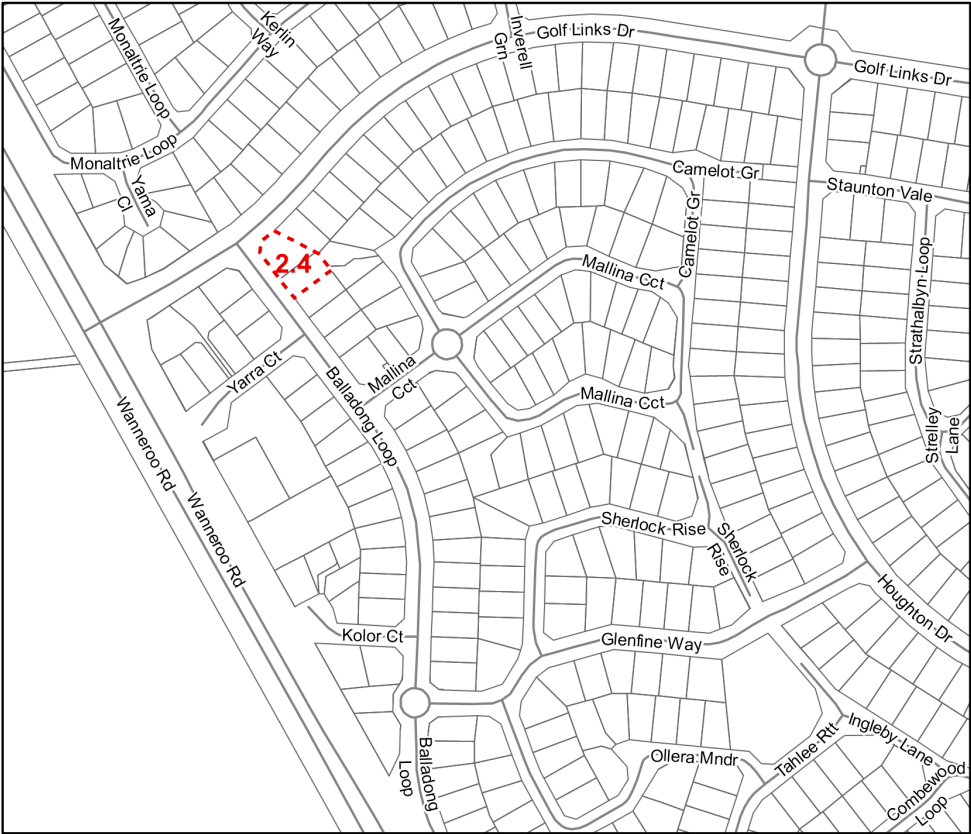 Monaltrie Loop
Kerlin
Way
Inverell
Grn
Golf Links Dr
Golf Links Dr
Monaltrie Loop
Yama
Cl
Camelot Gr
Staunton Vale
Camelot Gr
2.4
Mallina Cct
Strathalbyn Loop
Yarra Ct
Mallina
Cct
Balladong Loop
Mallina Cct
Wanneroo Rd
Strelley
Lane
Wanneroo Rd
Sherlock Rise
Sherlock
Rise
Houghton Dr
Kolor Ct
Glenfine Way
Ingleby Lane
Tahlee Rtt
Ollera Mndr
Balladong
Loop
Combewood
Loop